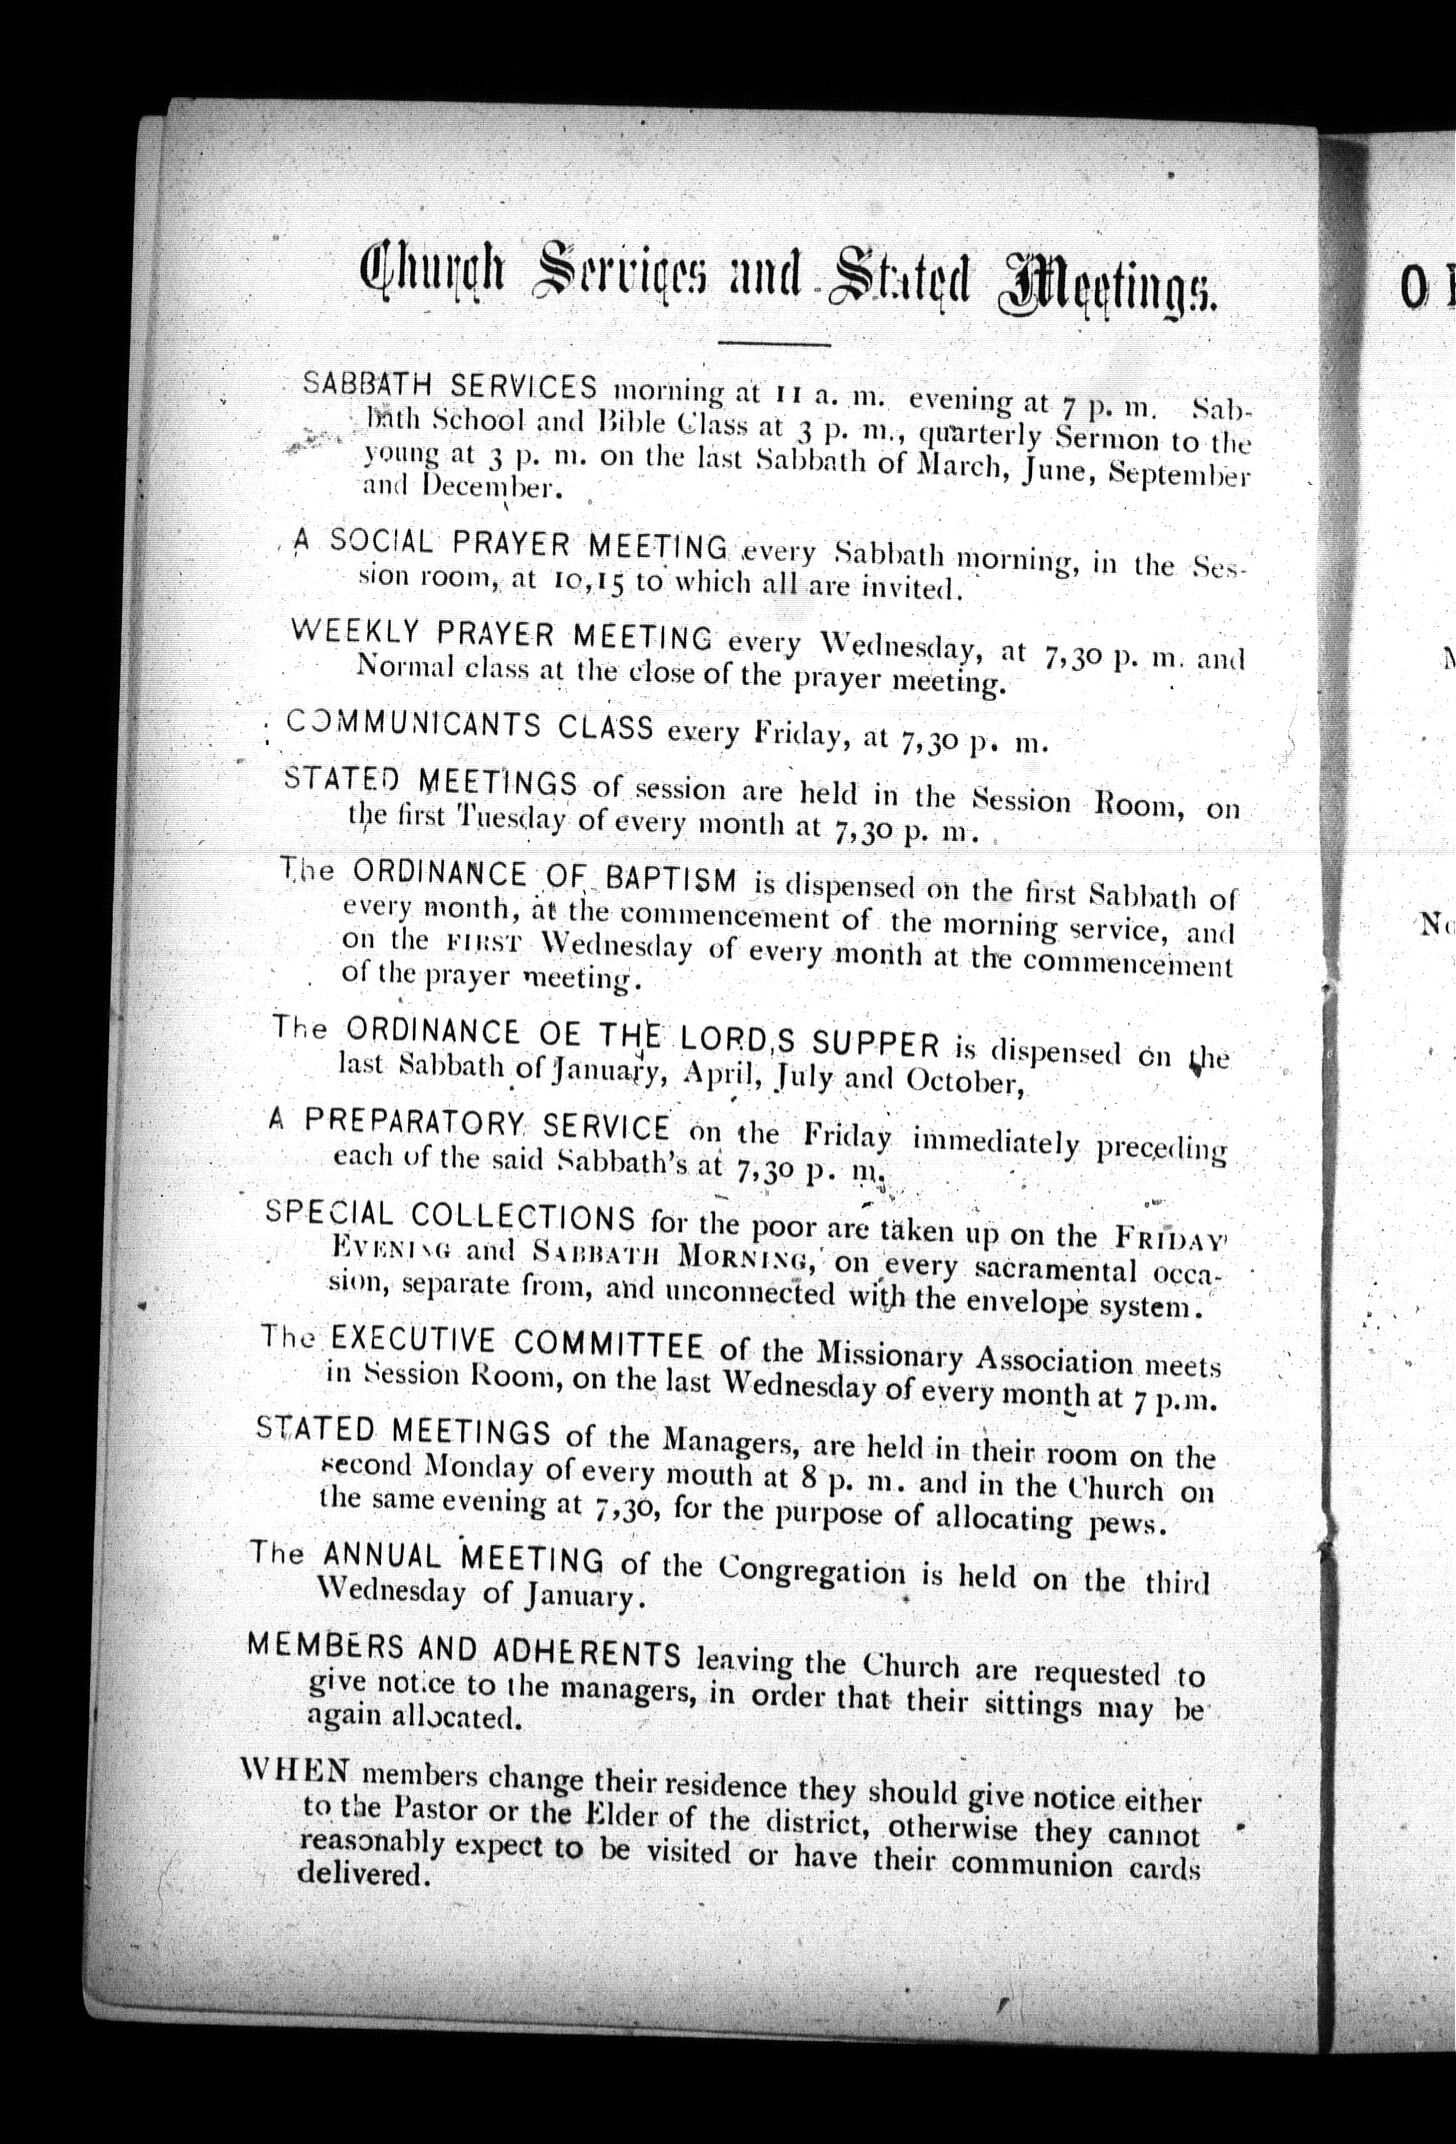 Church Services and Stated Meetings.
SABBATH SERVICES morning at 11 a. m. evening at 7 p. m. Sab-
bath School and Bible Class at 3 p. m., quarterly Sermon to the
young at 3 p. m. on the last Sabbath of March, June, September
and December.
A SOCIAL PRAYER MEETING every Sabbath morning, in the Ses-
sion room, at 10,15 to which all are invited.
WEEKLY PRAYER MEETING every Wednesday, at 7,30 p. m. and
Normal class at the close of the prayer meeting.
COMMUNICANTS CLASS every Friday, at 7,30 p. m.
STATED MEETINGS of session are held in the Session Room, on
the first Tuesday of every month at 7,30 p. m.
The ORDINANCE OF BAPTISM is dispensed on the first Sabbath of
every month, at the commencement of the morning service, and
on the FIRST Wednesday of every month at the commencement
of the prayer meeting.
The ORDINANCE OE THE LORD,S SUPPER is dispensed on the
last Sabbath of January, April, July and October,
A PREPARATORY SERVICE on the Friday immediately preceding
each of the said Sabbath's at 7,30 p. m.
SPECIAL COLLECTIONS for the poor are taken up on the FRIDAY
EVENING and SABBATH MORNING, on every sacramental occa-
sion, separate from, and unconnected with the envelope system.
The EXECUTIVE COMMITTEE of the Missionary Association meets
in Session Room, on the last Wednesday of every month at 7 p.m.
STATED MEETINGS of the Managers, are held in their room on the
second Monday of every mouth at 8 p. m. and in the Church on
the same evening at 7,30, for the purpose of allocating pews.
The ANNUAL MEETING of the Congregation is held on the third
Wednesday of January.
MEMBERS AND ADHERENTS leaving the Church are requested to
give notice to the managers, in order that their sittings may be
again allocated.
WHEN members change their residence they should give notice either
to the Pastor or the Elder of the district, otherwise they cannot
reasonably expect to be visited or have their communion cards
delivered.